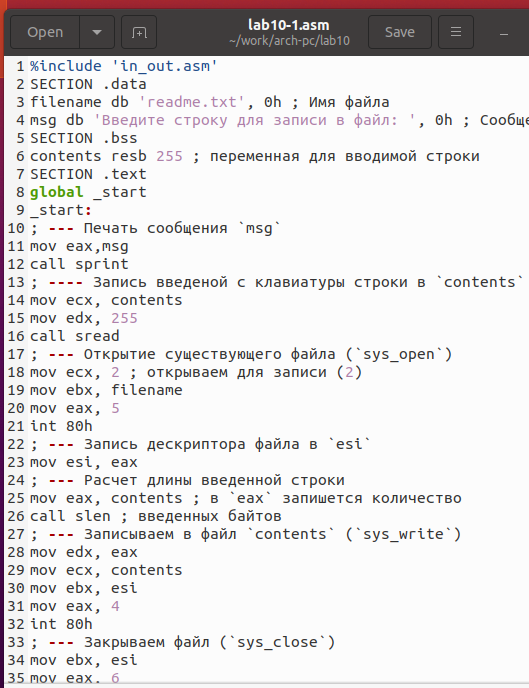 Open
lab10-1.asm
~/work/arch-pc/lab10
Save
1 %include 'in_out.asm'
2 SECTION .data
3 filename db 'readme.txt', 0h ; Имя файла
4 msg db 'Введите строку для записи в файл: ', 0h ; Сообще
5 SECTION .bss
6 contents resb 255 ; переменная для вводимой строки
7 SECTION .text
8 global _start
9 _start:
10 ; --- Печать сообщения `msg`
11 mov eax,msg
12 call sprint
13 ; ---- Запись введеной с клавиатуры строки в `contents`
14 mov ecx, contents
15 mov edx, 255
16 call sread
17 ; --- Открытие существующего файла (`sys_open`)
18 mov ecx, 2 ; открываем для записи (2)
19 mov ebx, filename
20 mov eax, 5
21 int 80h
22 ; --- Запись дескриптора файла в `esi`
23 mov esi, eax
24 ; --- Расчет длины введенной строки
25 mov eax, contents ; в `eax` запишется количество
26 call slen ; введенных байтов
27 ; --- Записываем в файл `contents` (`sys_write`)
28 mov edx, eax
29 mov ecx, contents
30 mov ebx, esi
31 mov eax, 4
32 int 80h
33 ; --- Закрываем файл (`sys_close`)
34 mov ebx, esi
35 mov eax, 6